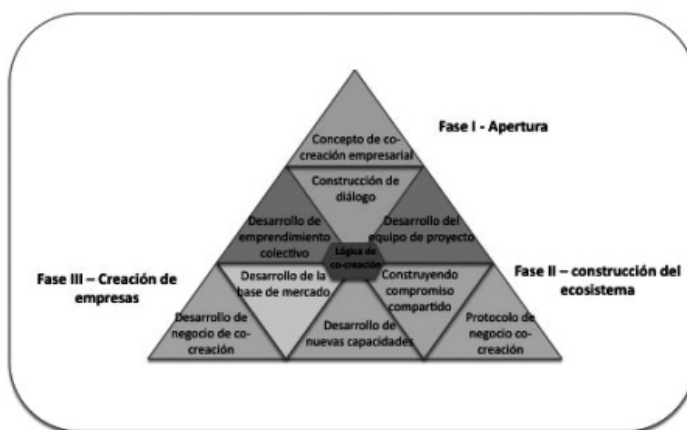 Fase I - Apertura
Concepto de co-
creación empresarial
Construcción de
diálogo
Desarrollo de
emprendimiento
colectivo
Desarrollo del
equipo de proyecto
Lógica de
co-creación
Fase III – Creación de
empresas
Desarrollo de la
base de mercado
Construyendo
compromiso
compartido
Fase II – construcción del
ecosistema
Desarrollo de
negocio de co-
creación
Desarrollo de
nuevas capacidades
Protocolo de
negocio co-
creación